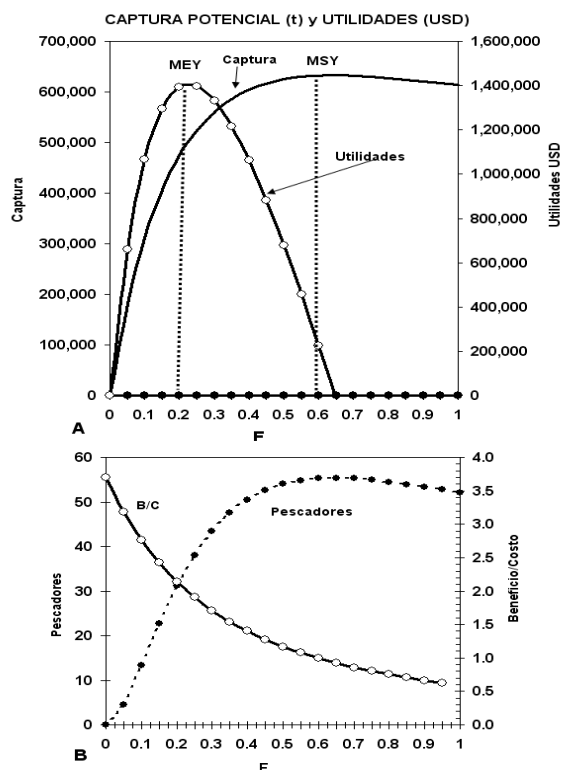 CAPTURA POTENCIAL (t) y UTILIDADES (USD)
700,000
600,000
500,000
400,000
300,000
200,000
100,000
0
Captura
MEY
Captura
MSY
Utilidades
1,600,000
1,400,000
1,200,000
1,000,000
800,000
600,000
400,000
200,000
0
Utilidades USD
0 0.1 0.2 0.3 0.4 0.5 0.6 0.7 0.8 0.9 1
A
F
60
50
40
30
20
10
0
Pescadores
B/C
Pescadores
4.0
3.5
3.0
2.5
2.0
1.5
1.0
0.5
0.0
Beneficio/Costo
0 0.1 0.2 0.3 0.4 0.5 0.6 0.7 0.8 0.9 1
B
F